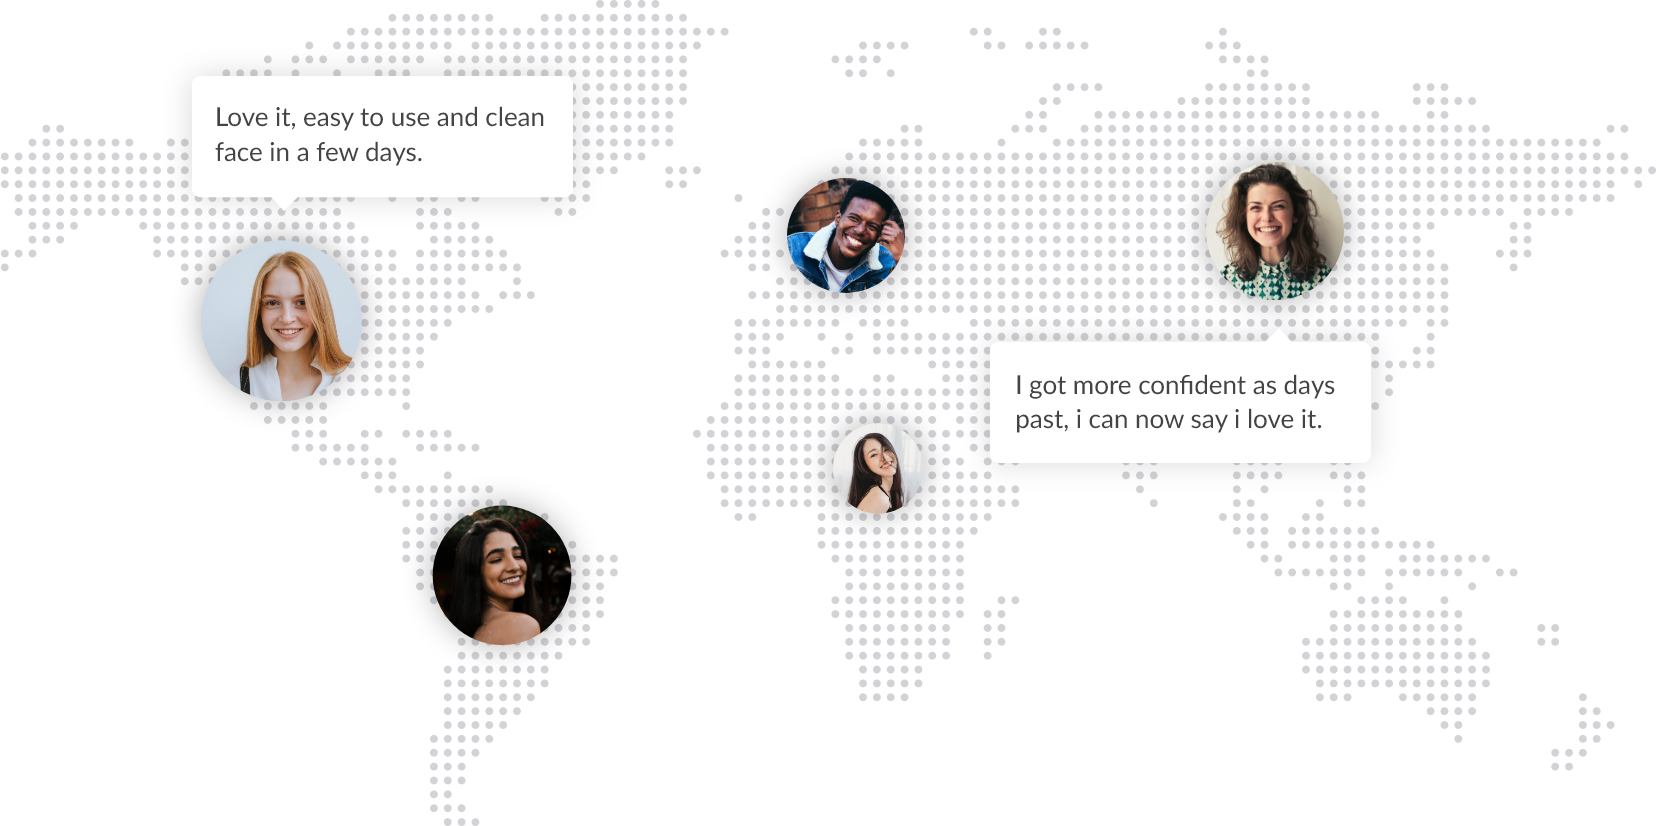 Love it, easy to use and clean
face in a few days.
I got more confident as days
past, i can now say i love it.